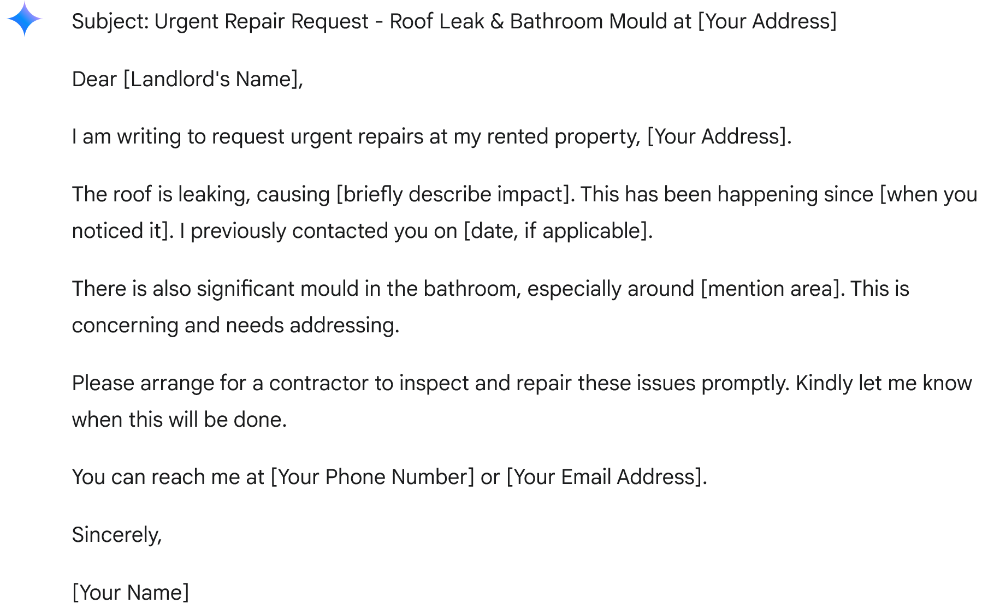 Subject: Urgent Repair Request - Roof Leak & Bathroom Mould at [Your Address]
Dear [Landlord's Name],
I am writing to request urgent repairs at my rented property, [Your Address].
The roof is leaking, causing [briefly describe impact]. This has been happening since [when you
noticed it]. I previously contacted you on [date, if applicable].
There is also significant mould in the bathroom, especially around [mention area]. This is
concerning and needs addressing.
Please arrange for a contractor to inspect and repair these issues promptly. Kindly let me know
when this will be done.
You can reach me at [Your Phone Number] or [Your Email Address].
Sincerely,
[Your Name]